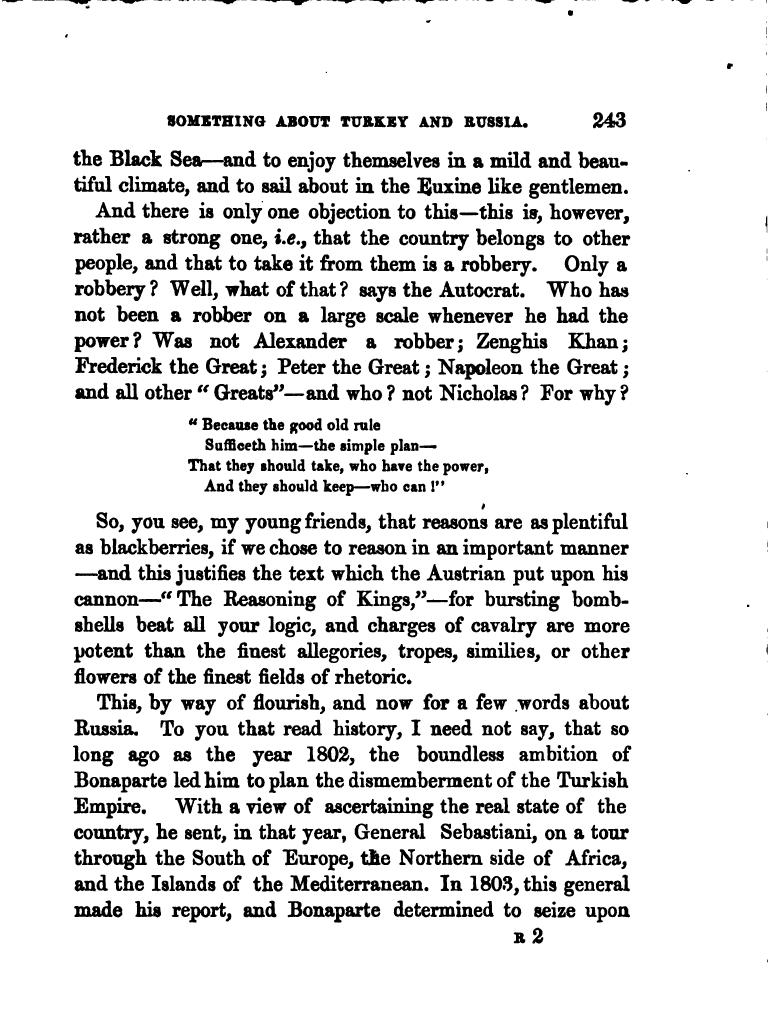 SOMETHING ABOUT TURKEY AND RUSSIA. 243
the Black Sea—and to enjoy themselves in a mild and beau-
tiful climate, and to sail about in the Euxine like gentlemen.
And there is only one objection to this—this is, however,
rather a strong one, i.e., that the country belongs to other
people, and that to take it from them is a robbery. Only a
robbery? Well, what of that? says the Autocrat. Who has
not been a robber on a large scale whenever he had the
power? Was not Alexander a robber; Zenghis Khan;
Frederick the Great; Peter the Great; Napoleon the Great;
and all other “Greats”—and who? not Nicholas? For why?
“Because the good old rule
Sufficeth him—the simple plan—
That they should take, who have the power,
And they should keep—who can!”
So, you see, my young friends, that reasons are as plentiful
as blackberries, if we chose to reason in an important manner
—and this justifies the text which the Austrian put upon his
cannon—“The Reasoning of Kings,”—for bursting bomb-
shells beat all your logic, and charges of cavalry are more
potent than the finest allegories, tropes, similies, or other
flowers of the finest fields of rhetoric.
This, by way of flourish, and now for a few words about
Russia. To you that read history, I need not say, that so
long ago as the year 1802, the boundless ambition of
Bonaparte led him to plan the dismemberment of the Turkish
Empire. With a view of ascertaining the real state of the
country, he sent, in that year, General Sebastiani, on a tour
through the South of Europe, the Northern side of Africa,
and the Islands of the Mediterranean. In 1803, this general
made his report, and Bonaparte determined to seize upon
R 2